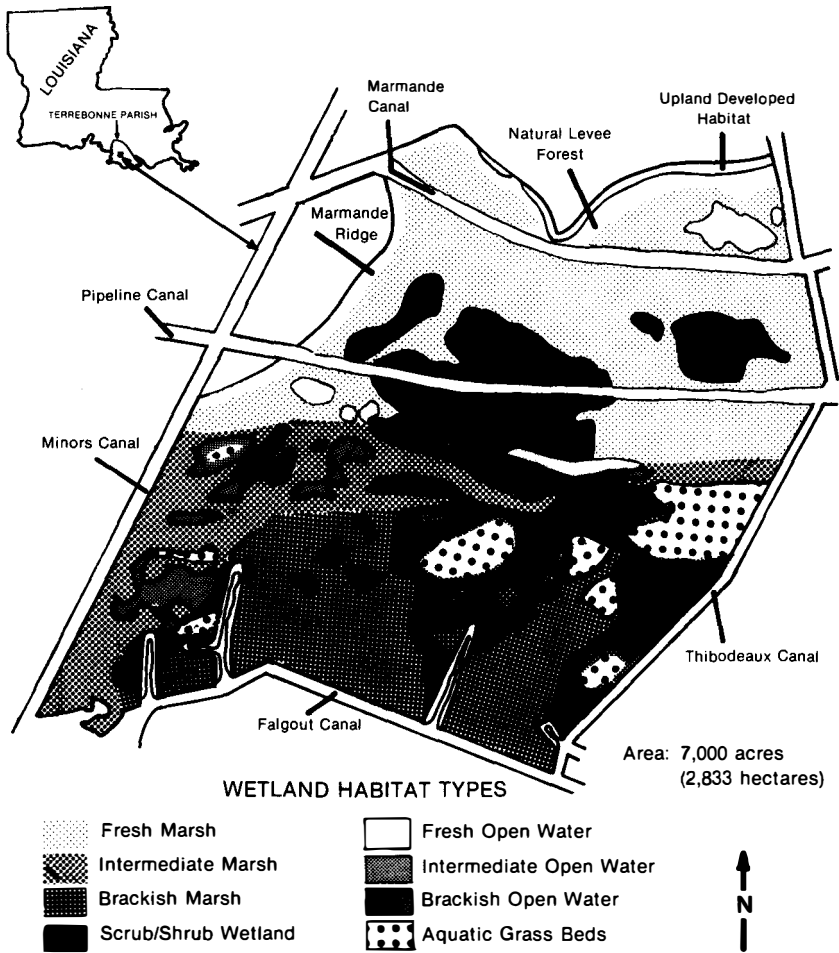 LOUISIANA
TERREBONNE PARISH
Marmande
Canal
Upland Developed
Habitat
Natural Levee
Forest
Marmande
Ridge
Pipeline Canal
Minors Canal
Thibodeaux Canal
Falgout Canal
Area: 7,000 acres
(2,833 hectares)
WETLAND HABITAT TYPES
Fresh Marsh
Fresh Open Water
Intermediate Marsh
Intermediate Open Water
Brackish Marsh
Brackish Open Water
Scrub/Shrub Wetland
Aquatic Grass Beds
N